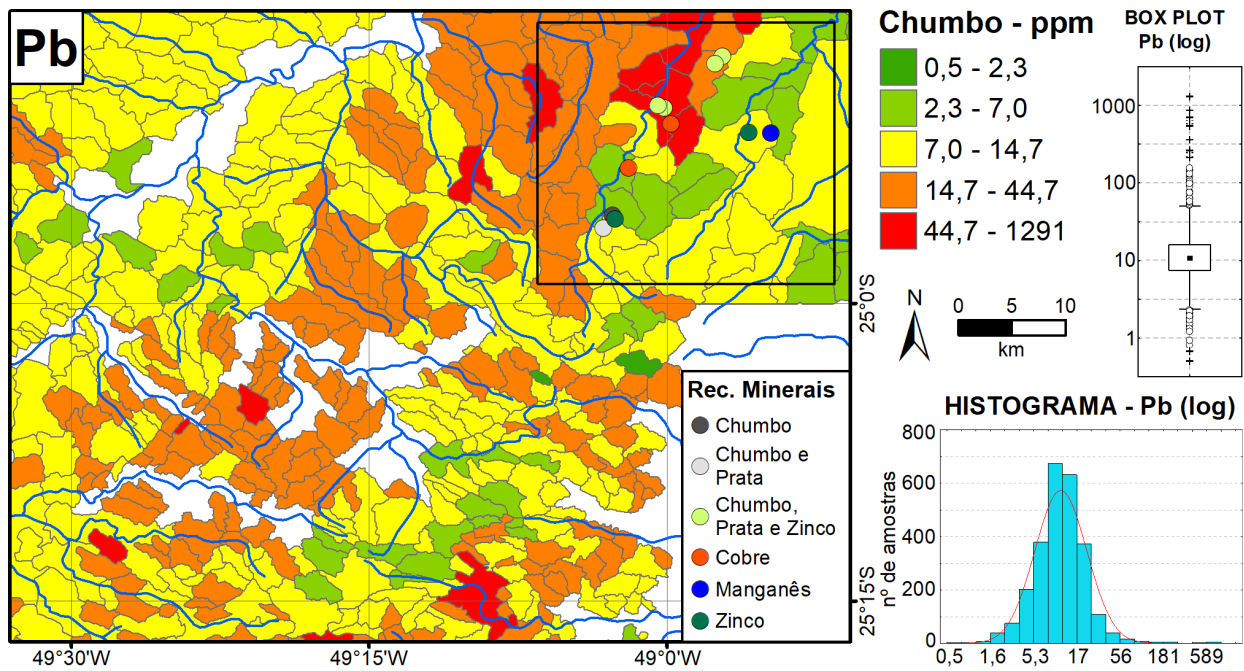 Pb
Chumbo - ppm
0,5 - 2,3
2,3 - 7,0
7,0 - 14,7
14,7 - 44,7
44,7 - 1291
BOX PLOT
Pb (log)
1000
100
10
1
N
0 5 10
km
25°0'S
25°15'S
49°30'W
49°15'W
49°0'W
Rec. Minerais
Chumbo
Chumbo e
Prata
Chumbo,
Prata e Zinco
Cobre
Manganês
Zinco
HISTOGRAMA - Pb (log)
nº de amostras
800
600
400
200
0
0,5 1,6 5,3 17 56 181 589